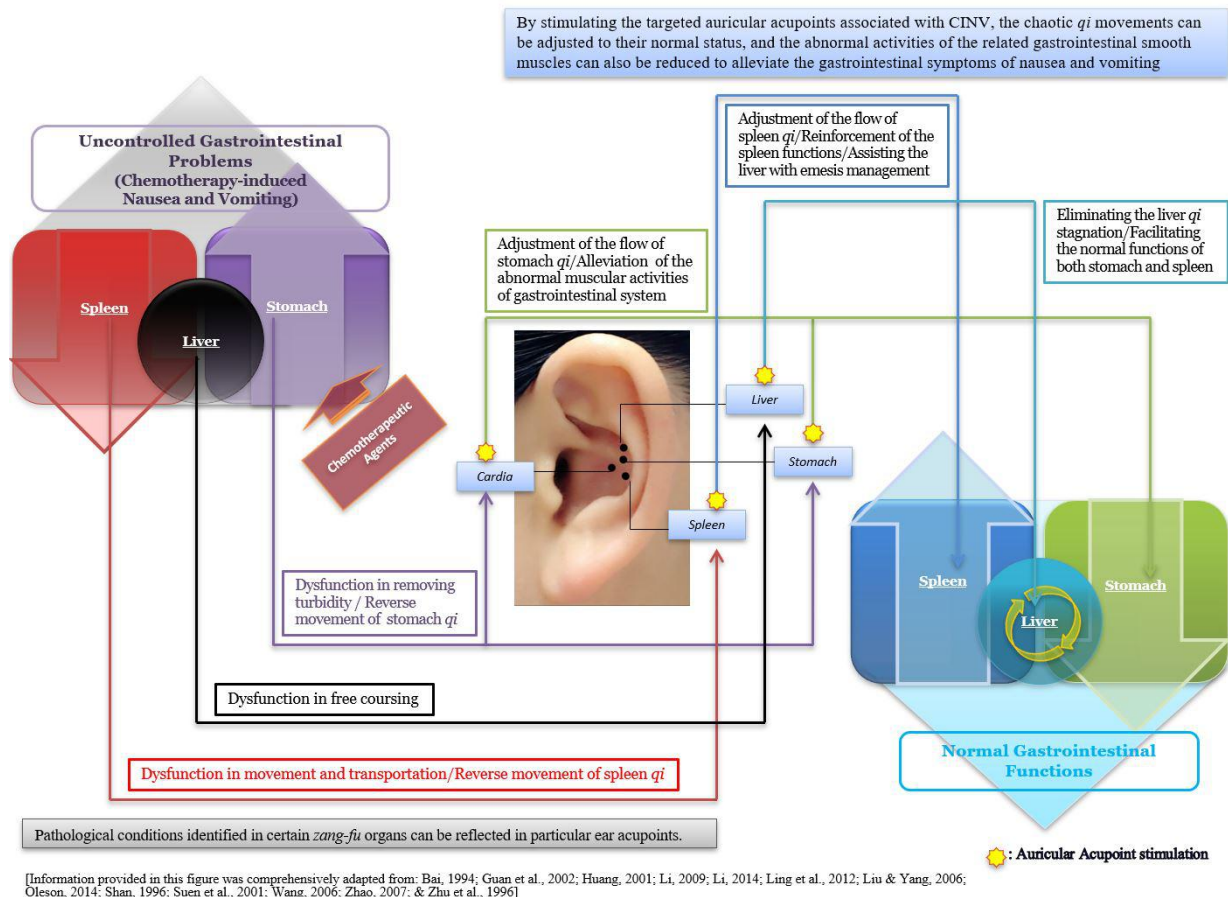 By stimulating the targeted auricular acupoints associated with CINV, the chaotic qi movements can
be adjusted to their normal status, and the abnormal activities of the related gastrointestinal smooth
muscles can also be reduced to alleviate the gastrointestinal symptoms of nausea and vomiting
Uncontrolled Gastrointestinal
Problems
(Chemotherapy-induced
Nausea and Vomiting)
Spleen
Stomach
Liver
Chemotherapeutic
Agents
Adjustment of the flow of
spleen qi/Reinforcement of the
spleen functions/Assisting the
liver with emesis management
Eliminating the liver qi
stagnation/Facilitating
the normal functions of
both stomach and spleen
Adjustment of the flow of
stomach qi/Alleviation of the
abnormal muscular activities
of gastrointestinal system
Liver
Stomach
Cardia
Spleen
Dysfunction in removing
turbidity / Reverse
movement of stomach qi
Dysfunction in free coursing
Dysfunction in movement and transportation/Reverse movement of spleen qi
Spleen
Stomach
Liver
Normal Gastrointestinal
Functions
Pathological conditions identified in certain zang-fu organs can be reflected in particular ear acupoints.
: Auricular Acupoint stimulation
[Information provided in this figure was comprehensively adapted from: Bai, 1994; Guan et al., 2002; Huang, 2001; Li, 2009; Li, 2014; Ling et al., 2012; Liu & Yang, 2006;
Oleson, 2014; Shan, 1996; Suen et al., 2001; Wang, 2006; Zhao, 2007; & Zhu et al., 1996]